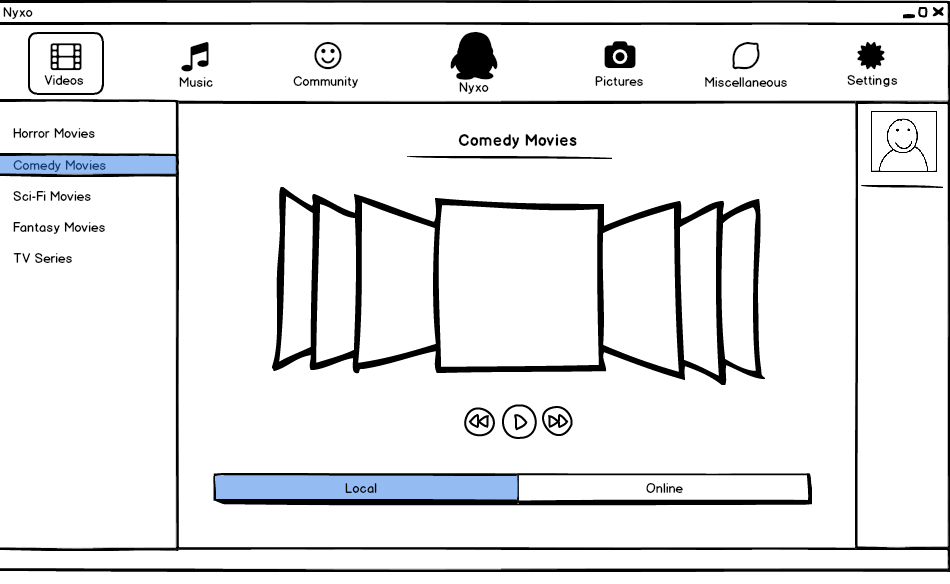 Nyxo
Videos
Music
Community
Nyxo
Pictures
Miscellaneous
Settings
Horror Movies
Comedy Movies
Sci-Fi Movies
Fantasy Movies
TV Series
Comedy Movies
Local
Online